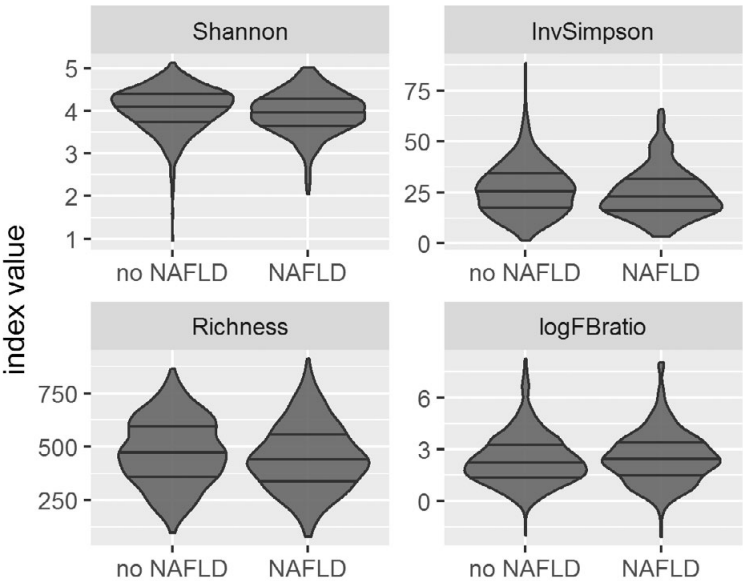 Shannon
InvSimpson
5
4
3
2
1
75
50
25
0
no NAFLD
NAFLD
no NAFLD
NAFLD
index value
Richness
logFBratio
750
500
250
6
3
0
no NAFLD
NAFLD
no NAFLD
NAFLD